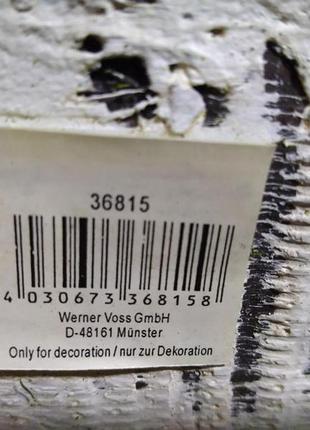 36815
4 030673 368158
Werner Voss GmbH
D-48161 Münster
Only for decoration / nur zur Dekoration